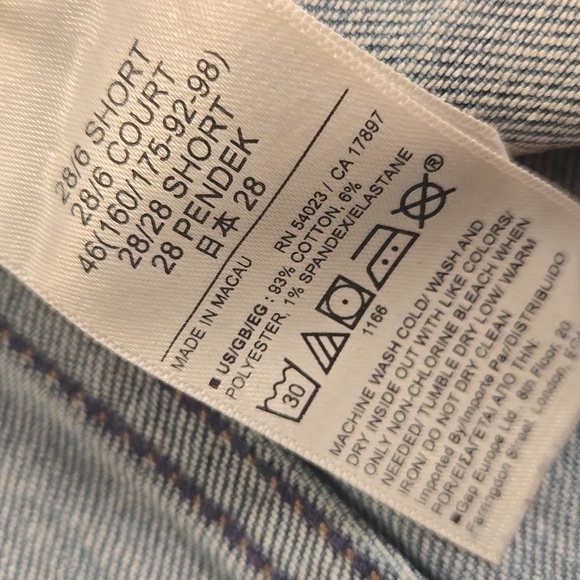 28/6 SHORT
28/6 COURT
46(160/175-92-98)
28/28 SHORT
28 PENDEK
日本 28
MADE IN MACAU
RN 54023 / CA 17897
■US/GB/EG : 93% COTTON, 6%
POLYESTER, 1% SPANDEX/ELASTANE
30
®
1166
MACHINE WASH COLD/ WASH AND
DRY INSIDE OUT WITH LIKE COLORS/
ONLY NON-CHLORINE BLEACH WHEN
NEEDED/ TUMBLE DRY LOW/ WARM
IRON/ DO NOT DRY CLEAN
Imported By/Importe Par/DISTRIBUIDO
POR/ΕΙΣΑΓΕΤΑΙ ΑΠΟ ΤΗΝ:
■Gap Europe Ltd. 6th Floor, 20
Farringdon Street, London,